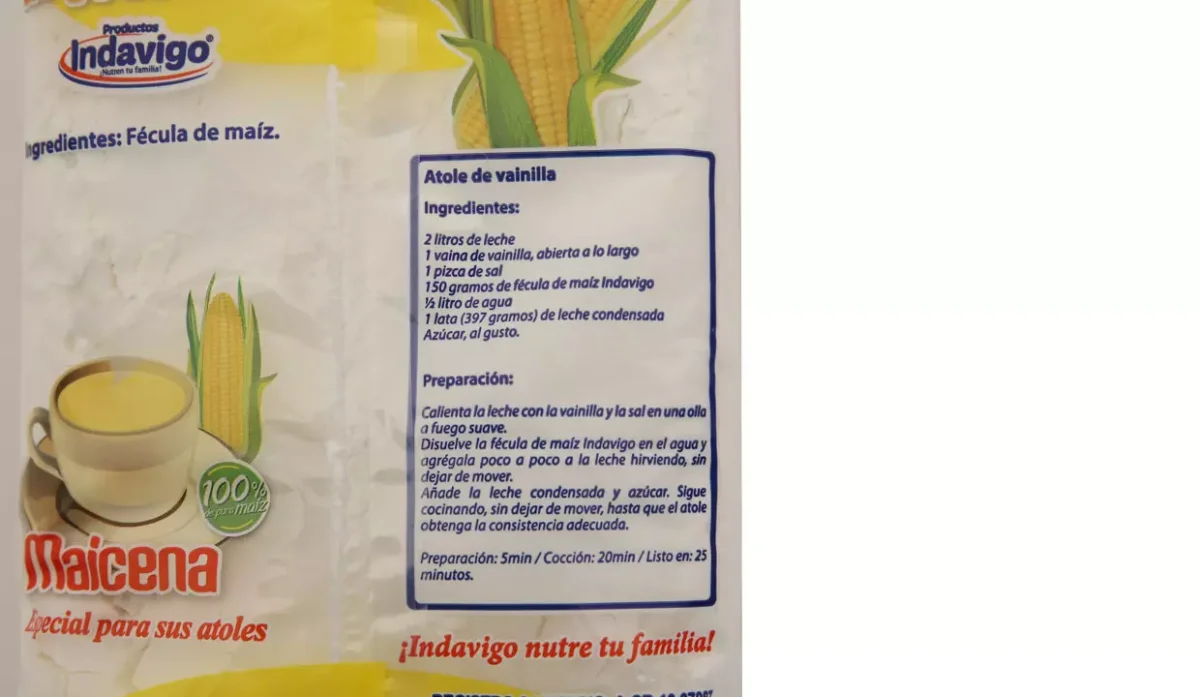 Productos
Indavigo®
¡Nutren tu familia!
Ingredientes: Fécula de maíz.
100%
de puro maíz
Maicena
Especial para sus atoles
Atole de vainilla
Ingredientes:
2 litros de leche
1 vaina de vainilla, abierta a lo largo
1 pizca de sal
150 gramos de fécula de maíz Indavigo
½ litro de agua
1 lata (397 gramos) de leche condensada
Azúcar, al gusto.
Preparación:
Calienta la leche con la vainilla y la sal en una olla
a fuego suave.
Disuelve la fécula de maíz Indavigo en el agua y
agrégala poco a poco a la leche hirviendo, sin
dejar de mover.
Añade la leche condensada y azúcar. Sigue
cocinando, sin dejar de mover, hasta que el atole
obtenga la consistencia adecuada.
Preparación: 5min / Cocción: 20min / Listo en: 25
minutos.
¡Indavigo nutre tu familia!